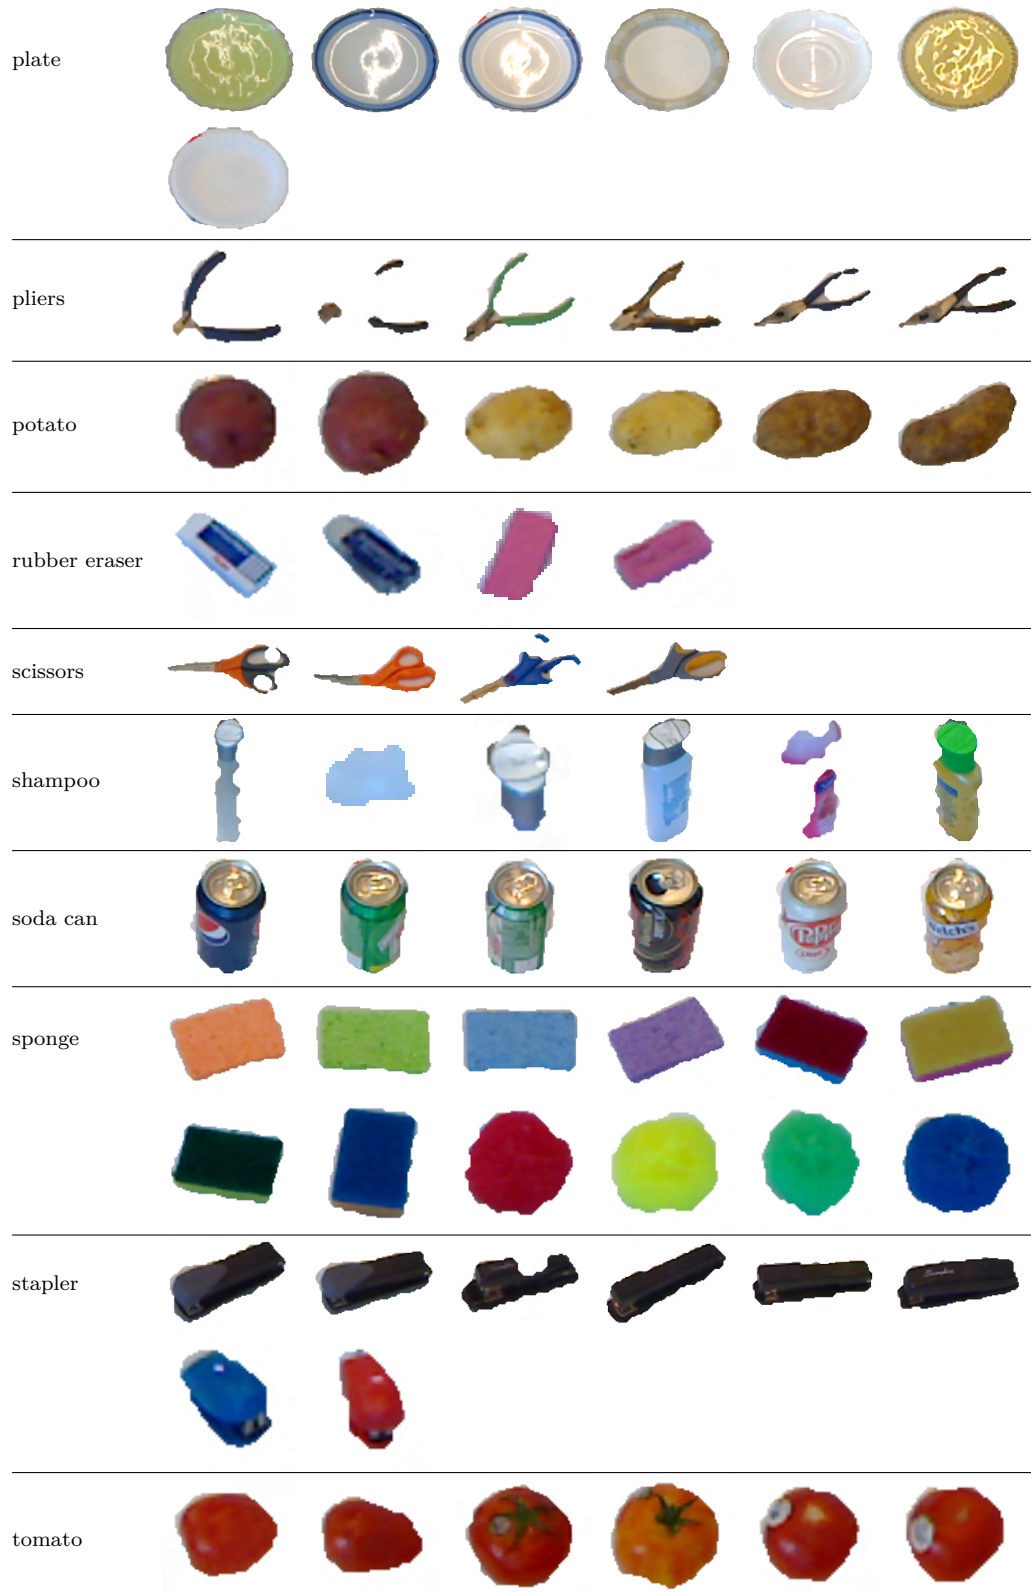 plate
pliers
potato
rubber eraser
scissors
shampoo
soda can
sponge
stapler
tomato